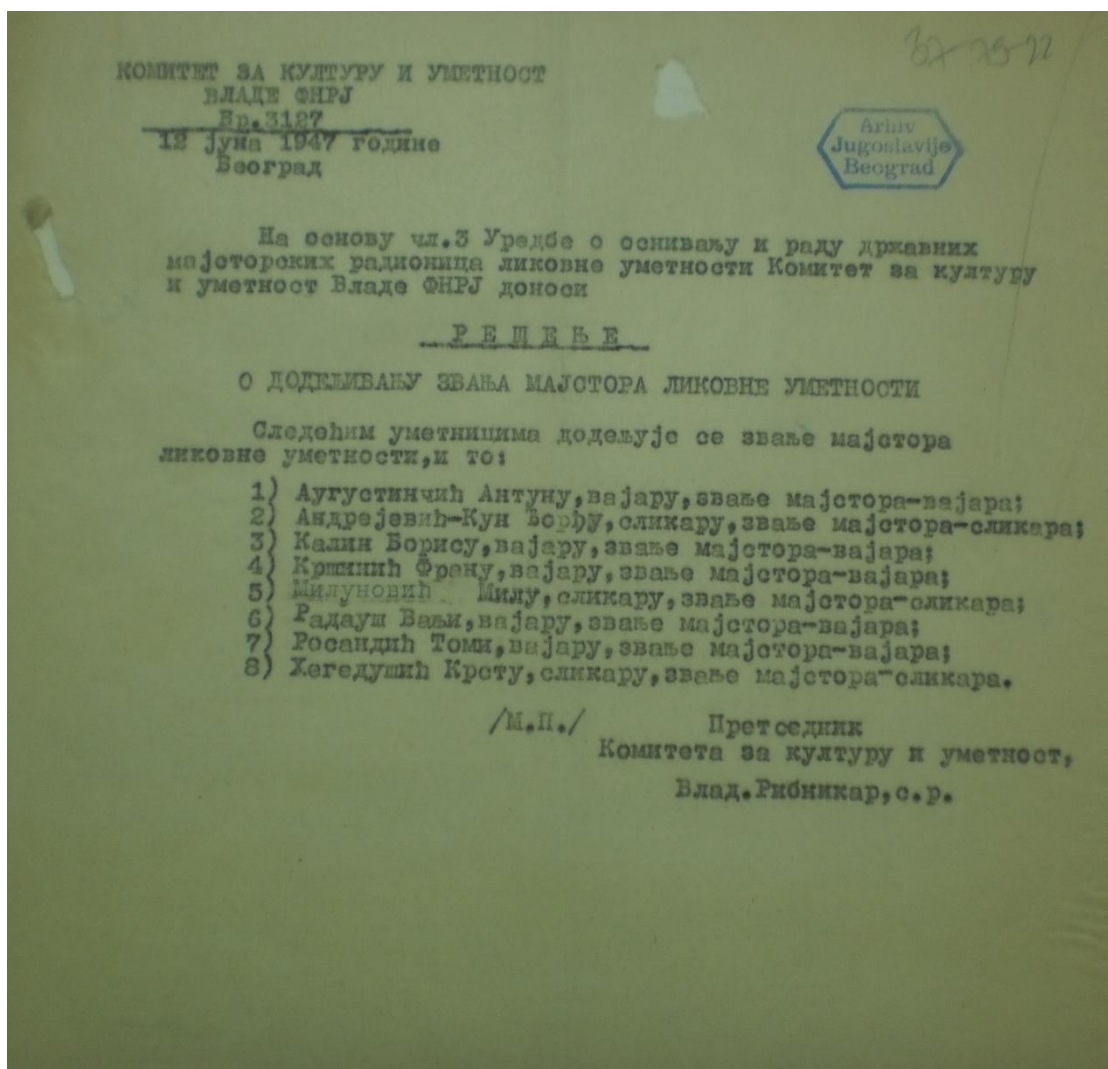 37-75-22
КОМИТЕТ ЗА КУЛТУРУ И УМЕТНОСТ
ВЛАДЕ ФНРЈ
Бр.3127
12 јуна 1947 године
Београд
Arhiv
Jugoslavije
Beograd
На основу чл.3 Уредбе о оснивању и раду државних
мајсторских радионица ликовне уметности Комитет за културу
и уметност Владе ФНРЈ доноси
Р Е Ш Е Њ Е
О ДОДЕЉИВАЊУ ЗВАЊА МАЈСТОРА ЛИКОВНЕ УМЕТНОСТИ
Следећим уметницима додељује се звање мајстора
ликовне уметности,и то:
1) Аугустинчић Антуну,вајару,звање мајстора-вајара;
2) Андрејевић-Кун Ђорђу,сликару,звање мајстора-сликара;
3) Калин Борису,вајару,звање мајстора-вајара;
4) Кршинић Франу,вајару,звање мајстора-вајара;
5) Милуновић Милу,сликару,звање мајстора-сликара;
6) Радауш Вањи,вајару,звање мајстора-вајара;
7) Росандић Томи,вајару,звање мајстора-вајара;
8) Хегедушић Крсту,сликару,звање мајстора-сликара.
/М.П./ Претседник
Комитета за културу и уметност,
Влад.Рибникар,с.р.